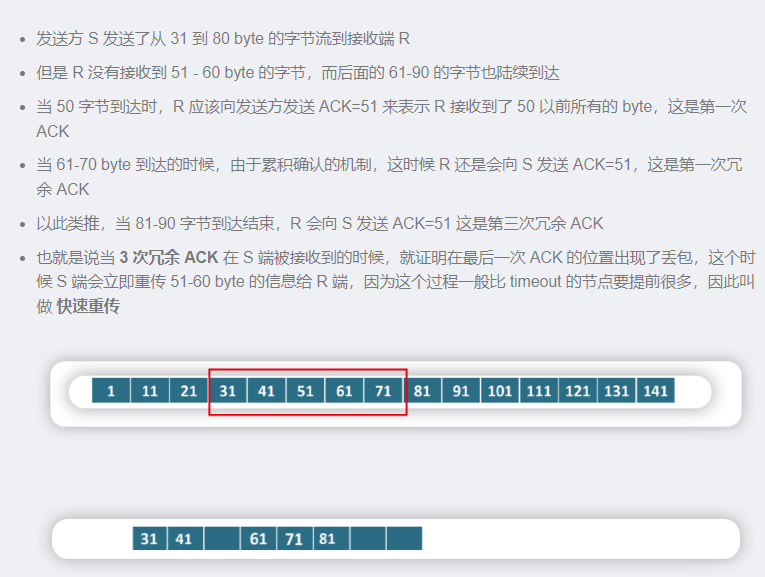 发送方 S 发送了从 31 到 80 byte 的字节流到接收端 R
但是 R 没有接收到 51 - 60 byte 的字节，而后面的 61-90 的字节也陆续到达
当 50 字节到达时，R 应该向发送方发送 ACK=51 来表示 R 接收到了 50 以前所有的 byte，这是第一次
ACK
当 61-70 byte 到达的时候，由于累积确认的机制，这时候 R 还是会向 S 发送 ACK=51，这是第一次冗
余 ACK
以此类推，当 81-90 字节到达结束，R 会向 S 发送 ACK=51 这是第三次冗余 ACK
也就是说当 3 次冗余 ACK 在 S 端被接收到的时候，就证明在最后一次 ACK 的位置出现了丢包，这个时
候 S 端会立即重传 51-60 byte 的信息给 R 端，因为这个过程一般比 timeout 的节点要提前很多，因此叫
做 快速重传
1 11 21 31 41 51 61 71 81 91 101 111 121 131 141
31 41 61 71 81